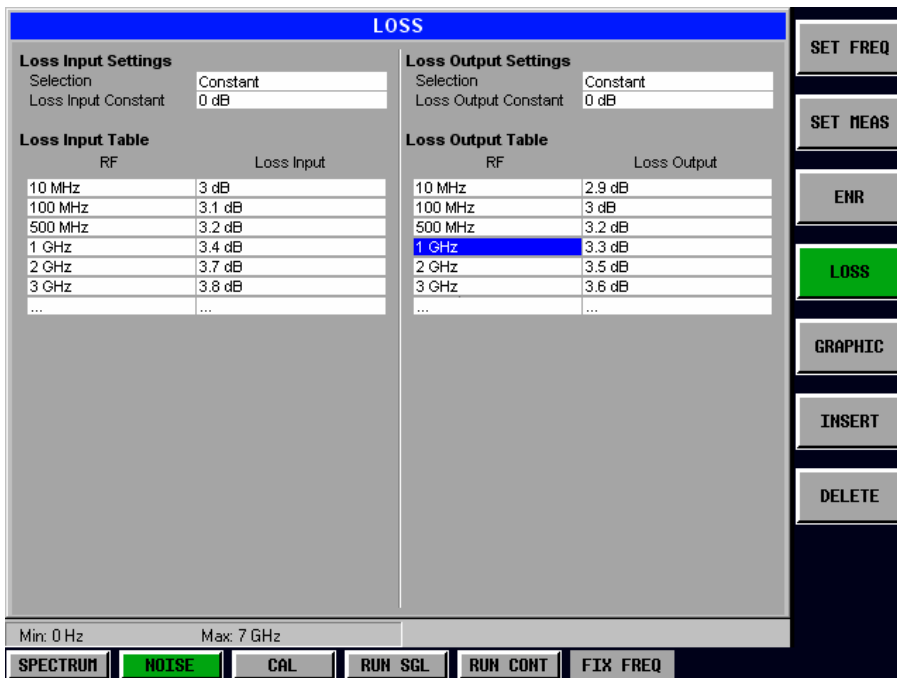 LOSS
Loss Input Settings
Selection Constant
Loss Input Constant 0 dB
Loss Input Table
RF Loss Input
10 MHz 3 dB
100 MHz 3.1 dB
500 MHz 3.2 dB
1 GHz 3.4 dB
2 GHz 3.7 dB
3 GHz 3.8 dB
... ...
Loss Output Settings
Selection Constant
Loss Output Constant 0 dB
Loss Output Table
RF Loss Output
10 MHz 2.9 dB
100 MHz 3 dB
500 MHz 3.2 dB
1 GHz 3.3 dB
2 GHz 3.5 dB
3 GHz 3.6 dB
... ...
Min: 0 Hz Max: 7 GHz
SET FREQ
SET MEAS
ENR
LOSS
GRAPHIC
INSERT
DELETE
SPECTRUM NOISE CAL RUN SGL RUN CONT FIX FREQ